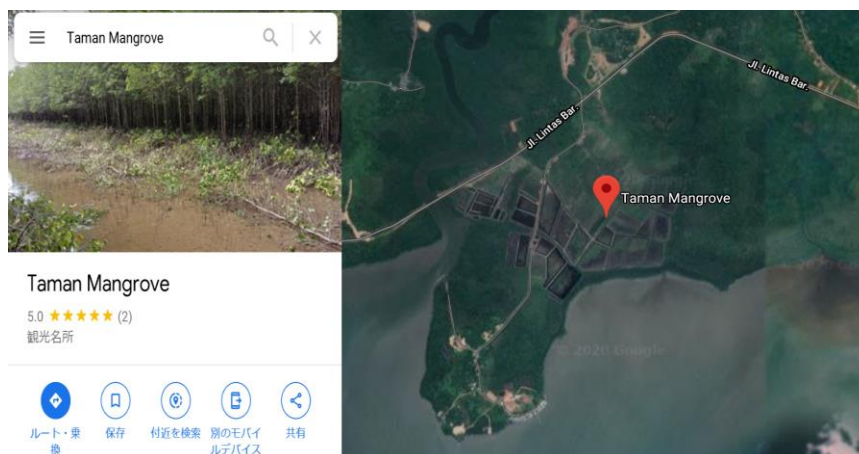 Taman Mangrove
Taman Mangrove
5.0 ★★★★★ (2)
観光名所
ルート・乗
換
保存
付近を検索
別のモバイ
ルデバイス
共有
Jl. Lintas Bar.
Jl. Lintas Bar.
Taman Mangrove
© 2020 Google